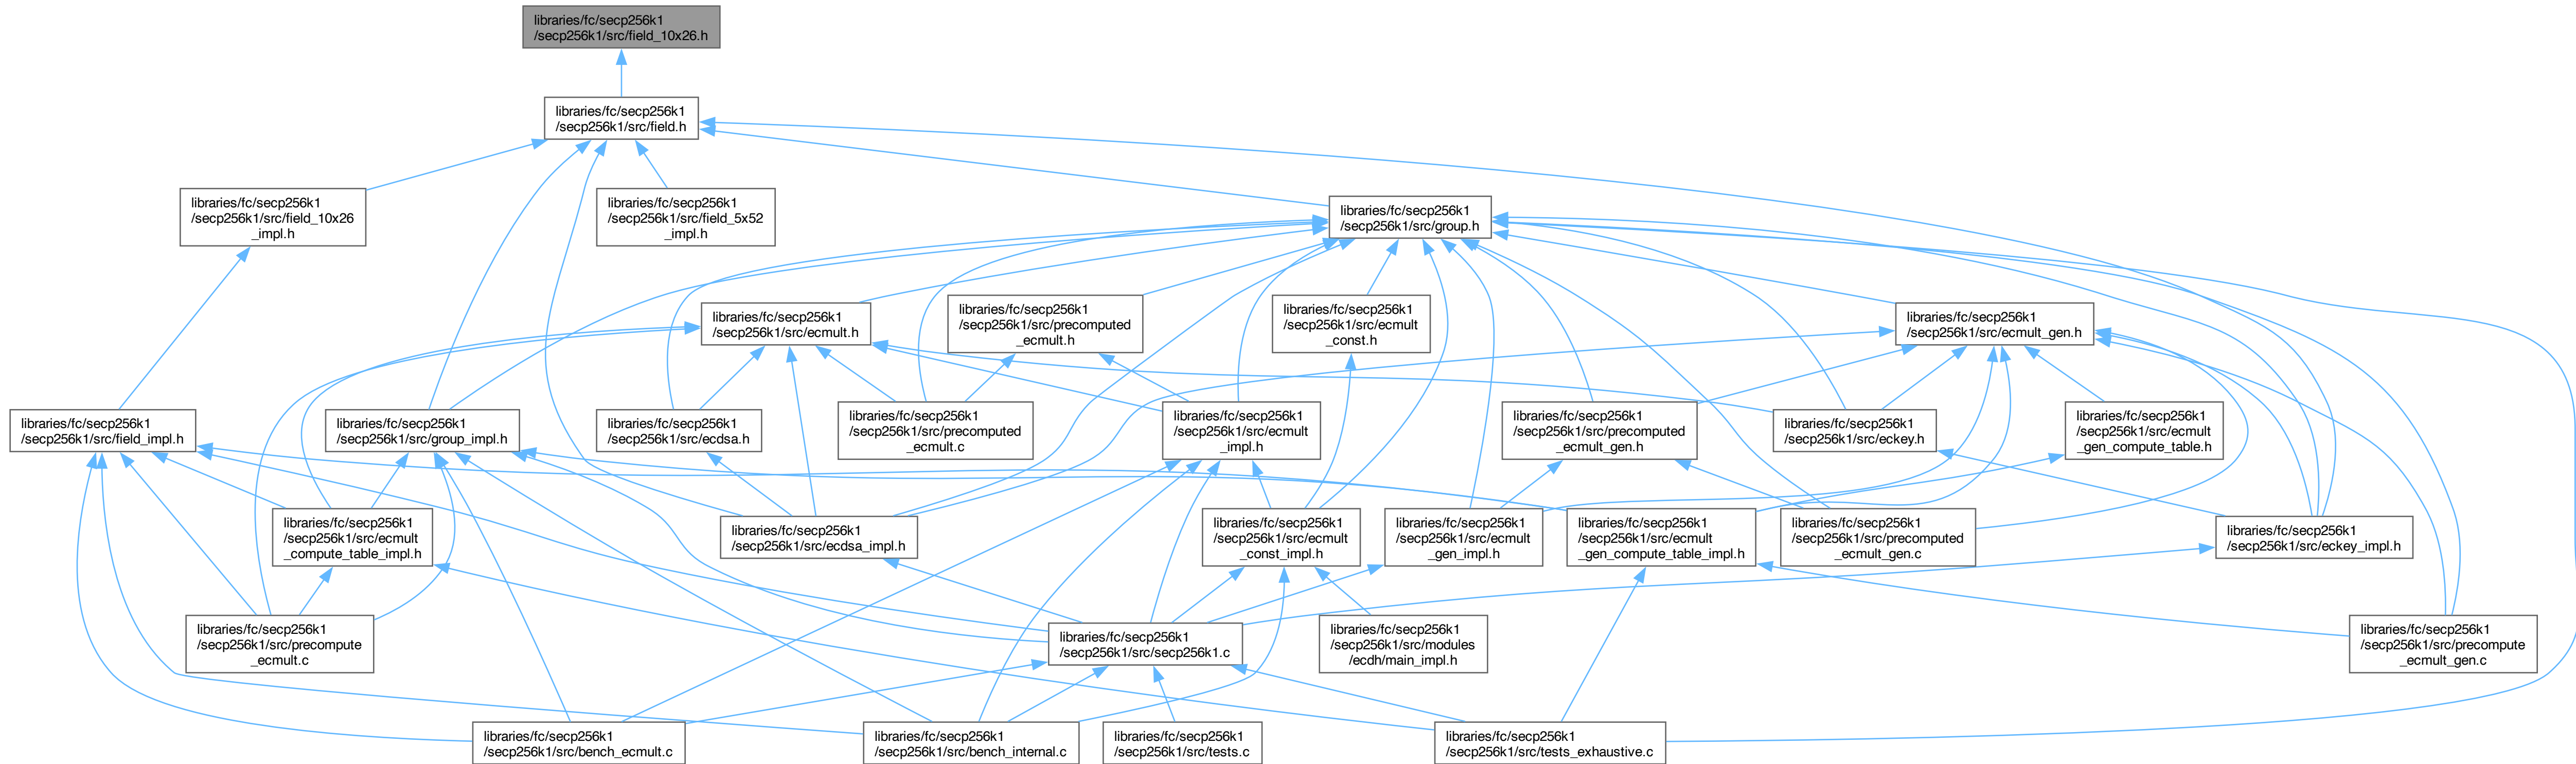 libraries/fc/secp256k1
/secp256k1/src/field_10x26.h
libraries/fc/secp256k1
/secp256k1/src/field.h
libraries/fc/secp256k1
/secp256k1/src/field_10x26
_impl.h
libraries/fc/secp256k1
/secp256k1/src/field_5x52
_impl.h
libraries/fc/secp256k1
/secp256k1/src/group.h
libraries/fc/secp256k1
/secp256k1/src/ecmult.h
libraries/fc/secp256k1
/secp256k1/src/precomputed
_ecmult.h
libraries/fc/secp256k1
/secp256k1/src/ecmult
_const.h
libraries/fc/secp256k1
/secp256k1/src/ecmult_gen.h
libraries/fc/secp256k1
/secp256k1/src/field_impl.h
libraries/fc/secp256k1
/secp256k1/src/group_impl.h
libraries/fc/secp256k1
/secp256k1/src/ecdsa.h
libraries/fc/secp256k1
/secp256k1/src/precomputed
_ecmult.c
libraries/fc/secp256k1
/secp256k1/src/ecmult
_impl.h
libraries/fc/secp256k1
/secp256k1/src/precomputed
_ecmult_gen.h
libraries/fc/secp256k1
/secp256k1/src/eckey.h
libraries/fc/secp256k1
/secp256k1/src/ecmult
_gen_compute_table.h
libraries/fc/secp256k1
/secp256k1/src/ecmult
_compute_table_impl.h
libraries/fc/secp256k1
/secp256k1/src/ecdsa_impl.h
libraries/fc/secp256k1
/secp256k1/src/ecmult
_const_impl.h
libraries/fc/secp256k1
/secp256k1/src/ecmult
_gen_impl.h
libraries/fc/secp256k1
/secp256k1/src/ecmult
_gen_compute_table_impl.h
libraries/fc/secp256k1
/secp256k1/src/precomputed
_ecmult_gen.c
libraries/fc/secp256k1
/secp256k1/src/eckey_impl.h
libraries/fc/secp256k1
/secp256k1/src/precompute
_ecmult.c
libraries/fc/secp256k1
/secp256k1/src/secp256k1.c
libraries/fc/secp256k1
/secp256k1/src/modules
/ecdh/main_impl.h
libraries/fc/secp256k1
/secp256k1/src/precompute
_ecmult_gen.c
libraries/fc/secp256k1
/secp256k1/src/bench_ecmult.c
libraries/fc/secp256k1
/secp256k1/src/bench_internal.c
libraries/fc/secp256k1
/secp256k1/src/tests.c
libraries/fc/secp256k1
/secp256k1/src/tests_exhaustive.c